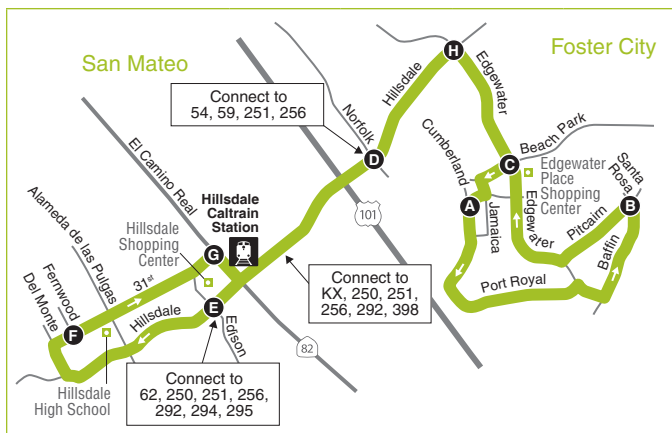 San Mateo
Foster City
H
Hillsdale
Edgewater
Connect to
54, 59, 251, 256
Norfolk
D
El Camino Real
Cumberland
Beach Park
C
Edgewater
Place
Shopping
Center
Santa
Rosa
Alameda de las Pulgas
Hillsdale
Caltrain
Station
101
A
Jamaica
Edgewater
Pitcairn
B
Baffin
Hillsdale
Shopping
Center
G
Port Royal
Fernwood
Del Monte
31st
Connect to
KX, 250, 251,
256, 292, 398
F
Hillsdale
E
Edison
82
Hillsdale
High School
Connect to
62, 250, 251, 256,
292, 294, 295